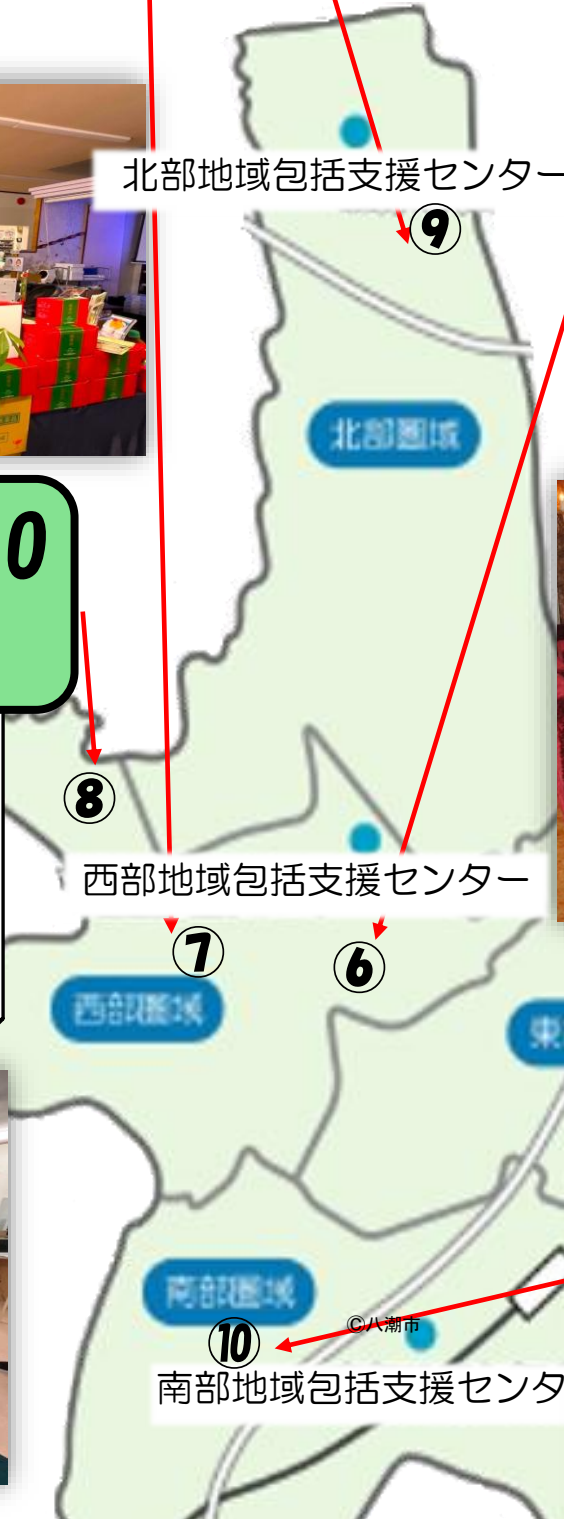 北部地域包括支援センター
⑨
北部圏域
0
⑧
西部地域包括支援センター
⑦
⑥
西部圏域
東
南部圏域
©八潮市
⑩
南部地域包括支援センタ